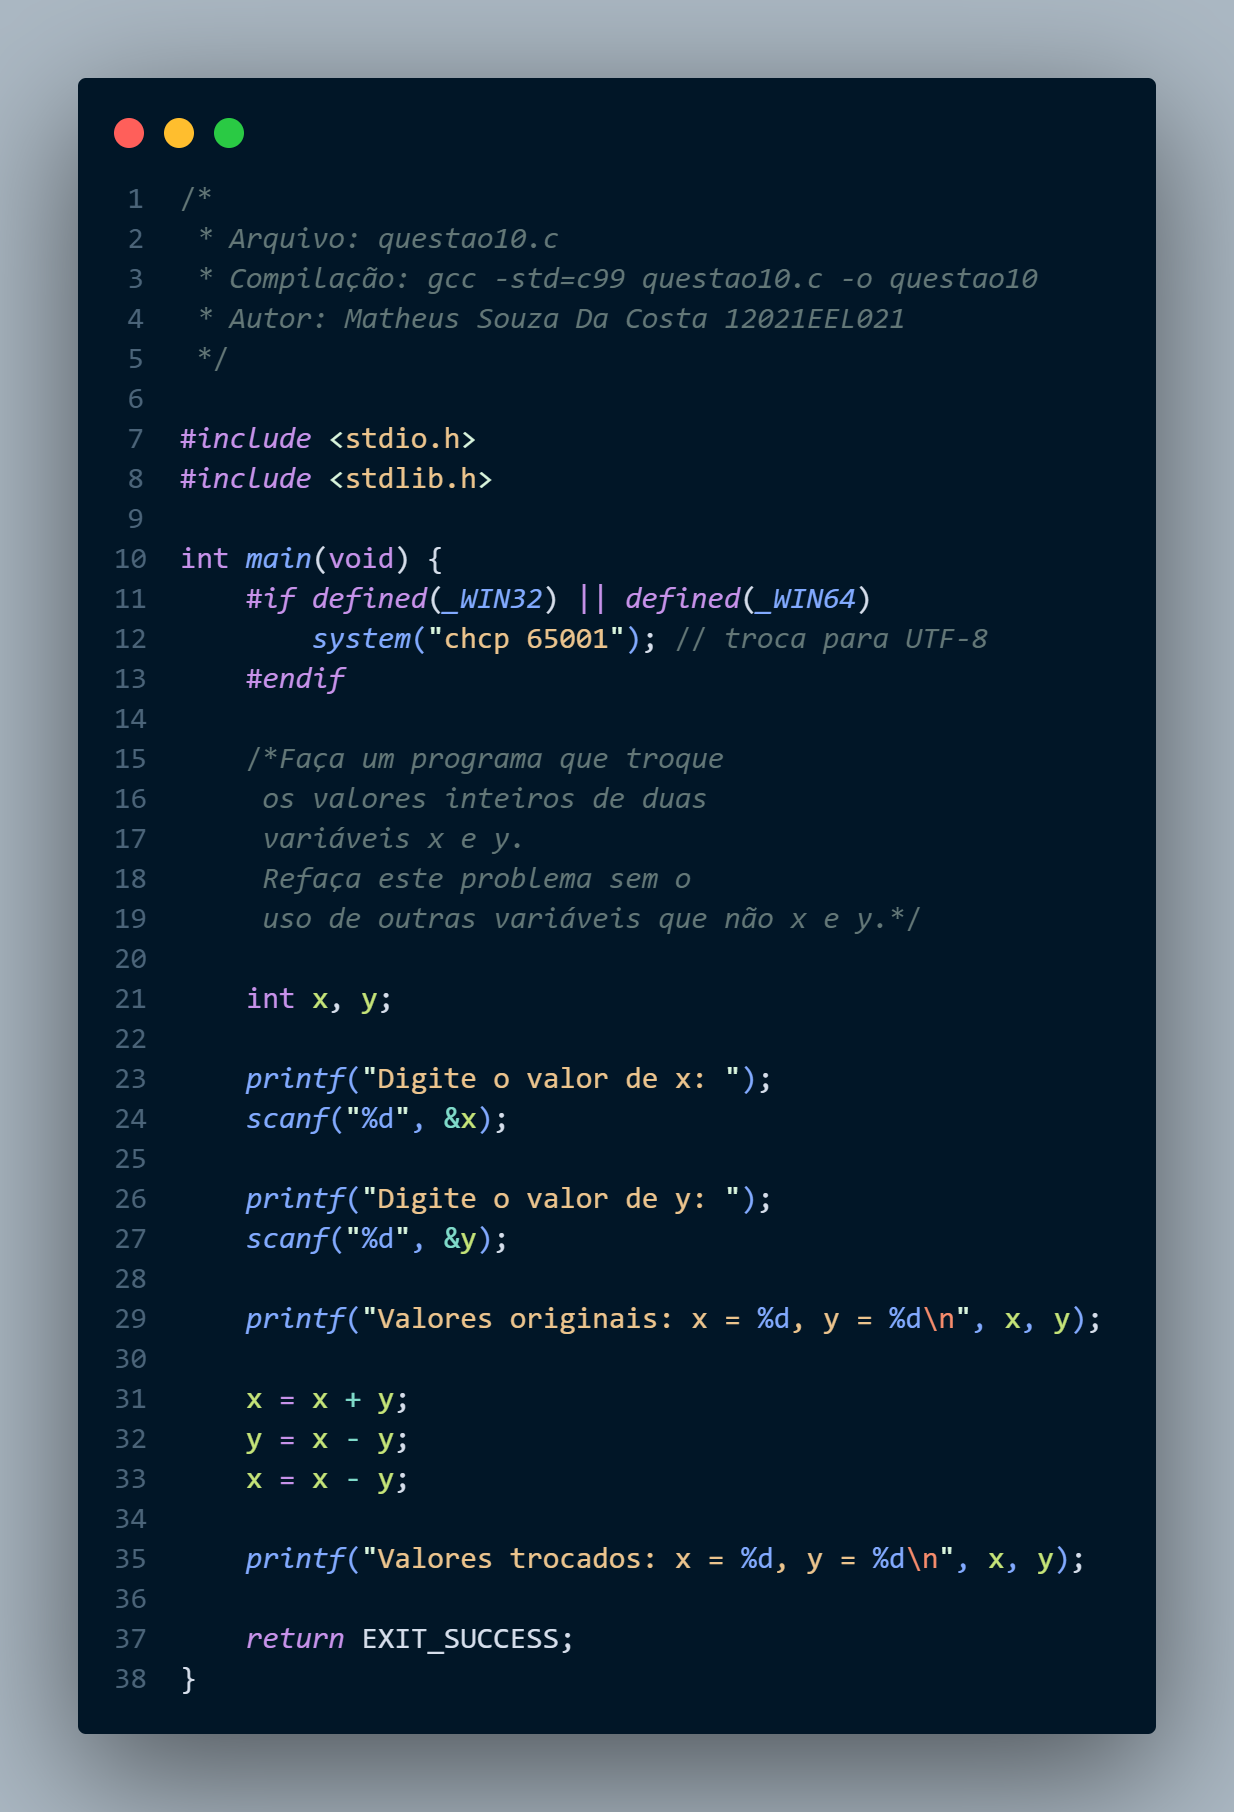 1 /*
2  * Arquivo: questao10.c
3  * Compilação: gcc -std=c99 questao10.c -o questao10
4  * Autor: Matheus Souza Da Costa 12021EEL021
5  */
6
7 #include <stdio.h>
8 #include <stdlib.h>
9
10 int main(void) {
11     #if defined(_WIN32) || defined(_WIN64)
12         system("chcp 65001"); // troca para UTF-8
13     #endif
14
15     /*Faça um programa que troque
16      os valores inteiros de duas
17      variáveis x e y.
18      Refaça este problema sem o
19      uso de outras variáveis que não x e y.*/
20
21     int x, y;
22
23     printf("Digite o valor de x: ");
24     scanf("%d", &x);
25
26     printf("Digite o valor de y: ");
27     scanf("%d", &y);
28
29     printf("Valores originais: x = %d, y = %d\n", x, y);
30
31     x = x + y;
32     y = x - y;
33     x = x - y;
34
35     printf("Valores trocados: x = %d, y = %d\n", x, y);
36
37     return EXIT_SUCCESS;
38 }